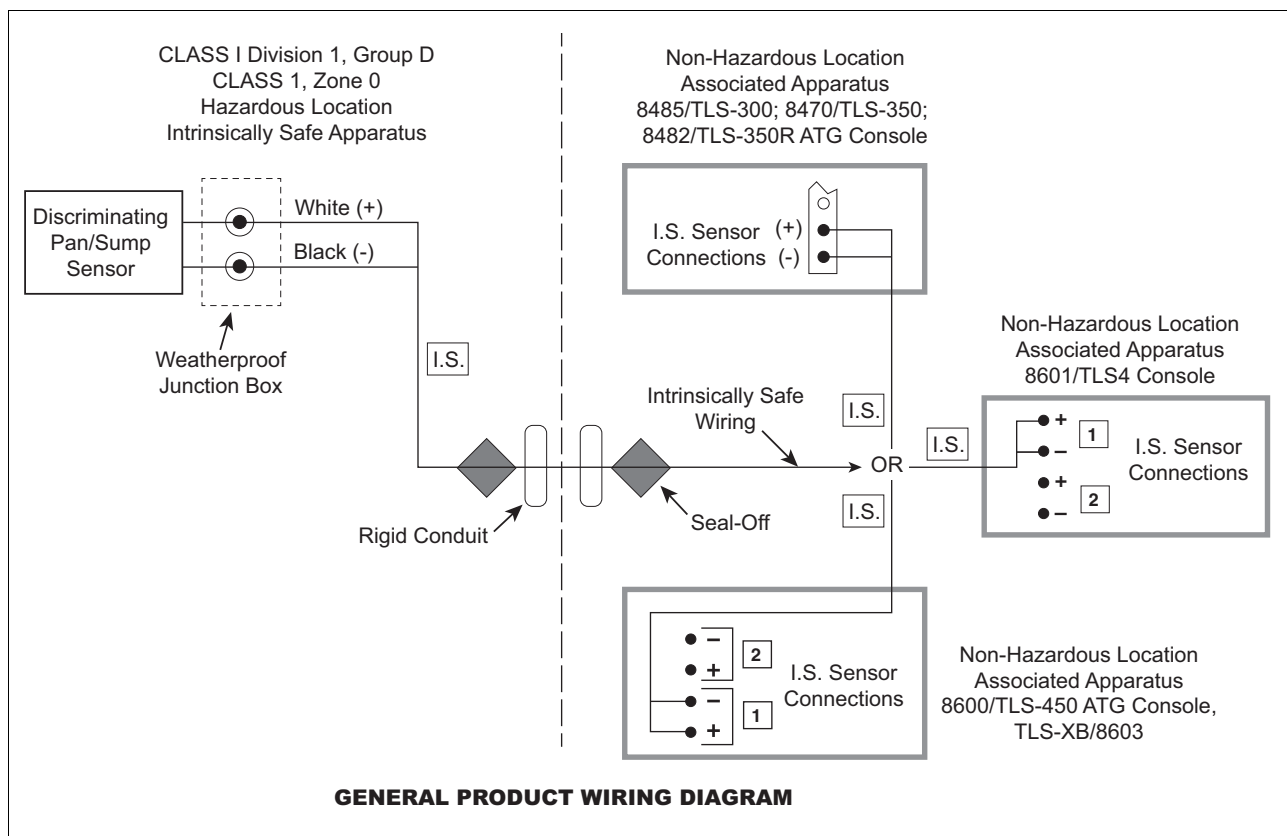 CLASS I Division 1, Group D
CLASS 1, Zone 0
Hazardous Location
Intrinsically Safe Apparatus
Non-Hazardous Location
Associated Apparatus
8485/TLS-300; 8470/TLS-350;
8482/TLS-350R ATG Console
Discriminating
Pan/Sump
Sensor
White (+)
Black (-)
Weatherproof
Junction Box
I.S.
I.S. Sensor
Connections
(+)
(-)
Non-Hazardous Location
Associated Apparatus
8601/TLS4 Console
Intrinsically Safe
Wiring
I.S.
I.S.
OR
I.S.
+
–
1
+
–
2
I.S. Sensor
Connections
Rigid Conduit
Seal-Off
–
+
2
–
+
1
I.S. Sensor
Connections
Non-Hazardous Location
Associated Apparatus
8600/TLS-450 ATG Console,
TLS-XB/8603
GENERAL PRODUCT WIRING DIAGRAM